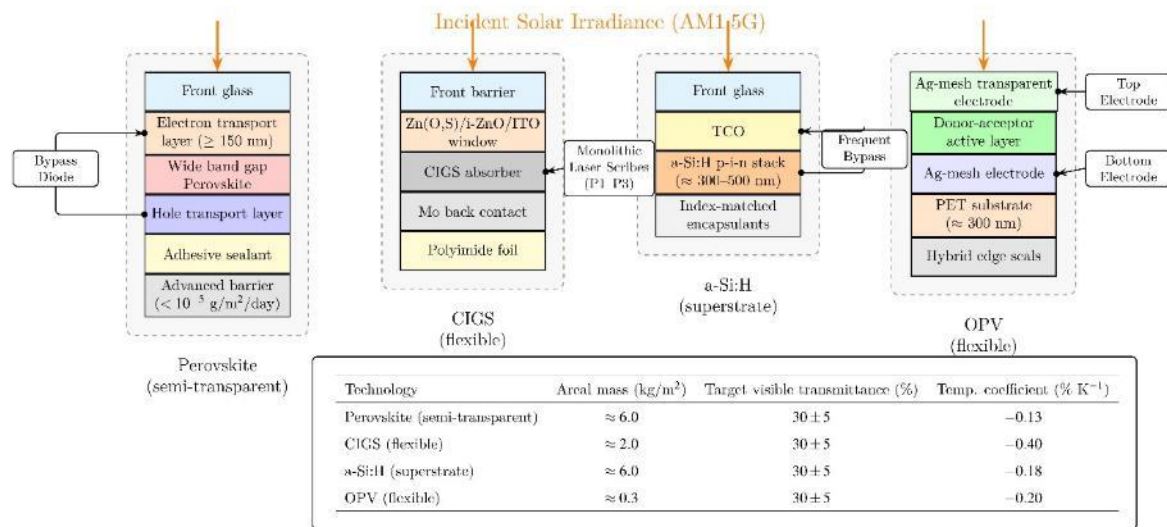 Incident Solar Irradiance (AM1.5G)
Front glass
Electron transport
layer (≥ 150 nm)
Wide band gap
Perovskite
Hole transport layer
Adhesive sealant
Advanced barrier
(< 10⁻⁵ g/m²/day)
Bypass
Diode
Perovskite
(semi-transparent)
Front barrier
Zn(O,S)/i-ZnO/ITO
window
CIGS absorber
Mo back contact
Polyimide foil
Monolithic
Laser Scribes
(P1–P3)
CIGS
(flexible)
Front glass
TCO
a-Si:H p-i-n stack
(≈ 300–500 nm)
Index-matched
encapsulants
Frequent
Bypass
a-Si:H
(superstrate)
Ag-mesh transparent
electrode
Donor-acceptor
active layer
Ag-mesh electrode
PET substrate
(≈ 300 nm)
Hybrid edge seals
Top
Electrode
Bottom
Electrode
OPV
(flexible)
Technology Areal mass (kg/m²) Target visible transmittance (%) Temp. coefficient (% K⁻¹)
Perovskite (semi-transparent) ≈ 6.0 30 ± 5 −0.13
CIGS (flexible) ≈ 2.0 30 ± 5 −0.40
a-Si:H (superstrate) ≈ 6.0 30 ± 5 −0.18
OPV (flexible) ≈ 0.3 30 ± 5 −0.20